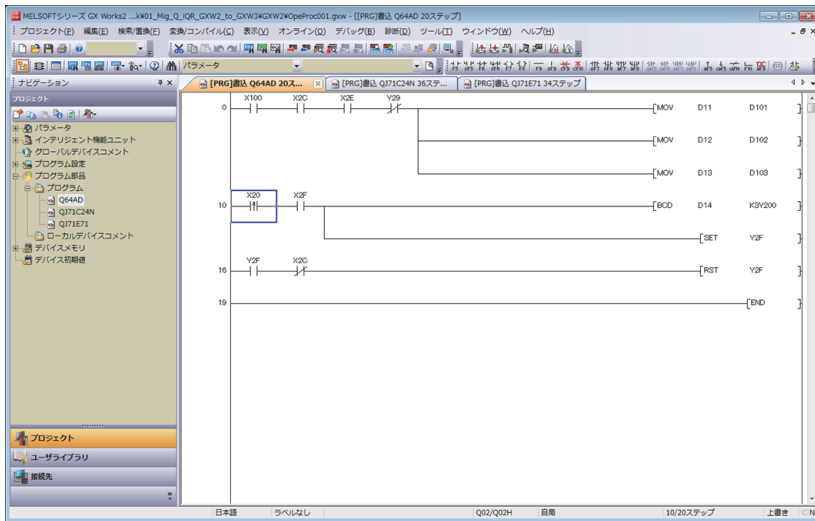 MELSOFTシリーズ GX Works2 ...k¥01_Mig_Q_iQR_GXW2_to_GXW3¥GXW2¥OpeProc001.gxw - [[PRG]書込 Q64AD 20ステップ]
プロジェクト(P) 編集(E) 検索/置換(F) 変換/コンパイル(C) 表示(V) オンライン(O) デバッグ(B) 診断(D) ツール(T) ウィンドウ(W) ヘルプ(H)
パラメータ
ナビゲーション
[PRG]書込 Q64AD 20ス... [PRG]書込 QJ71C24N 36ステ... [PRG]書込 QJ71E71 34ステップ
プロジェクト
パラメータ
インテリジェント機能ユニット
グローバルデバイスコメント
プログラム設定
プログラム部品
プログラム
Q64AD
QJ71C24N
QJ71E71
ローカルデバイスコメント
デバイスメモリ
デバイス初期値
X100 X2C X2E Y29
0 MOV D11 D101
MOV D12 D102
MOV D13 D103
X20 X2F
10 BCD D14 K3Y200
SET Y2F
Y2F X2C
16 RST Y2F
19 END
プロジェクト
ユーザライブラリ
接続先
日本語 ラベルなし Q02/Q02H 自局 10/20ステップ 上書き